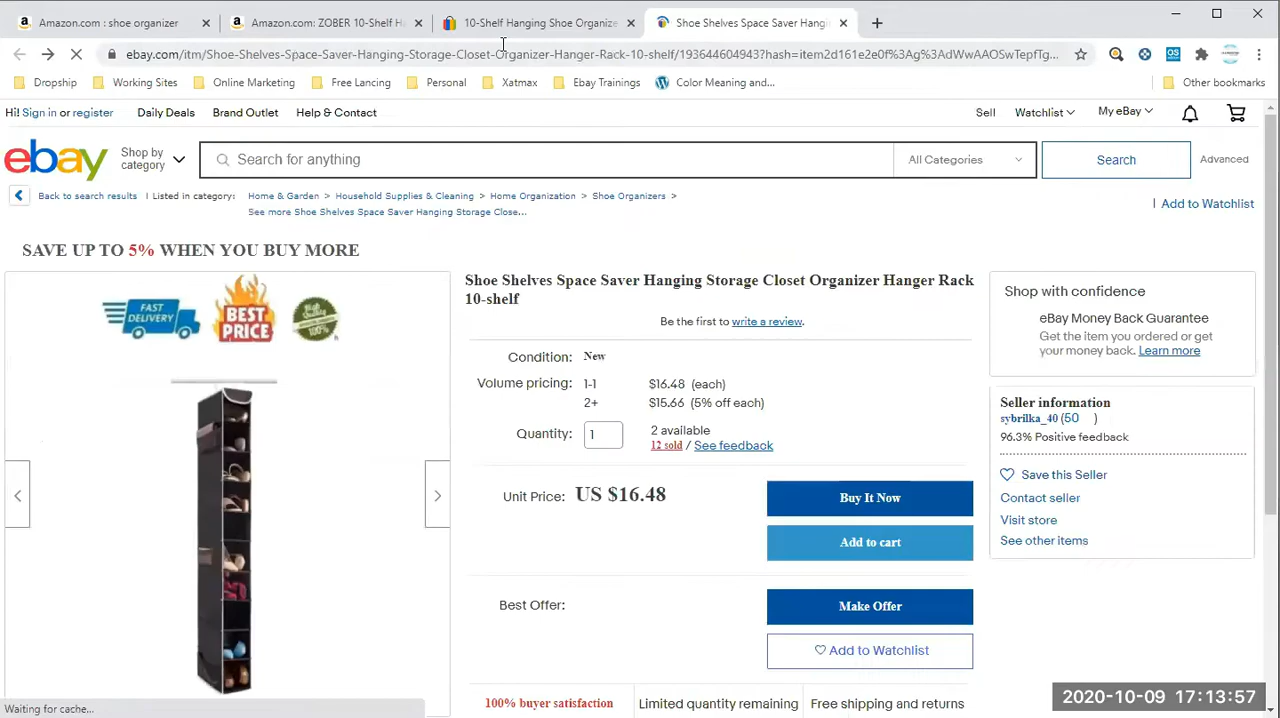 Amazon.com : shoe organizer
Amazon.com: ZOBER 10-Shelf H
10-Shelf Hanging Shoe Organize
Shoe Shelves Space Saver Hangin
ebay.com/itm/Shoe-Shelves-Space-Saver-Hanging-Storage-Closet-Organizer-Hanger-Rack-10-shelf/193644604943?hash=item2d161e2e0f%3Ag%3AdWwAAOSwTepfTg...
Dropship
Working Sites
Online Marketing
Free Lancing
Personal
Xatmax
Ebay Trainings
Color Meaning and...
Other bookmarks
Hi! Sign in or register
Daily Deals
Brand Outlet
Help & Contact
Sell
Watchlist
My eBay
ebay
Shop by
category
Search for anything
All Categories
Search
Advanced
Back to search results
Listed in category:
Home & Garden > Household Supplies & Cleaning > Home Organization > Shoe Organizers >
See more Shoe Shelves Space Saver Hanging Storage Close...
Add to Watchlist
SAVE UP TO 5% WHEN YOU BUY MORE
FAST
DELIVERY
BEST
PRICE
Shoe Shelves Space Saver Hanging Storage Closet Organizer Hanger Rack
10-shelf
Be the first to write a review.
Condition: New
Volume pricing: 1-1 $16.48 (each)
2+ $15.66 (5% off each)
Quantity: 1 2 available
12 sold / See feedback
Unit Price: US $16.48
Buy It Now
Add to cart
Best Offer:
Make Offer
Add to Watchlist
100% buyer satisfaction
Limited quantity remaining
Free shipping and returns
Shop with confidence
eBay Money Back Guarantee
Get the item you ordered or get
your money back. Learn more
Seller information
sybrilka_40 (50 )
96.3% Positive feedback
Save this Seller
Contact seller
Visit store
See other items
Waiting for cache...
2020-10-09 17:13:57